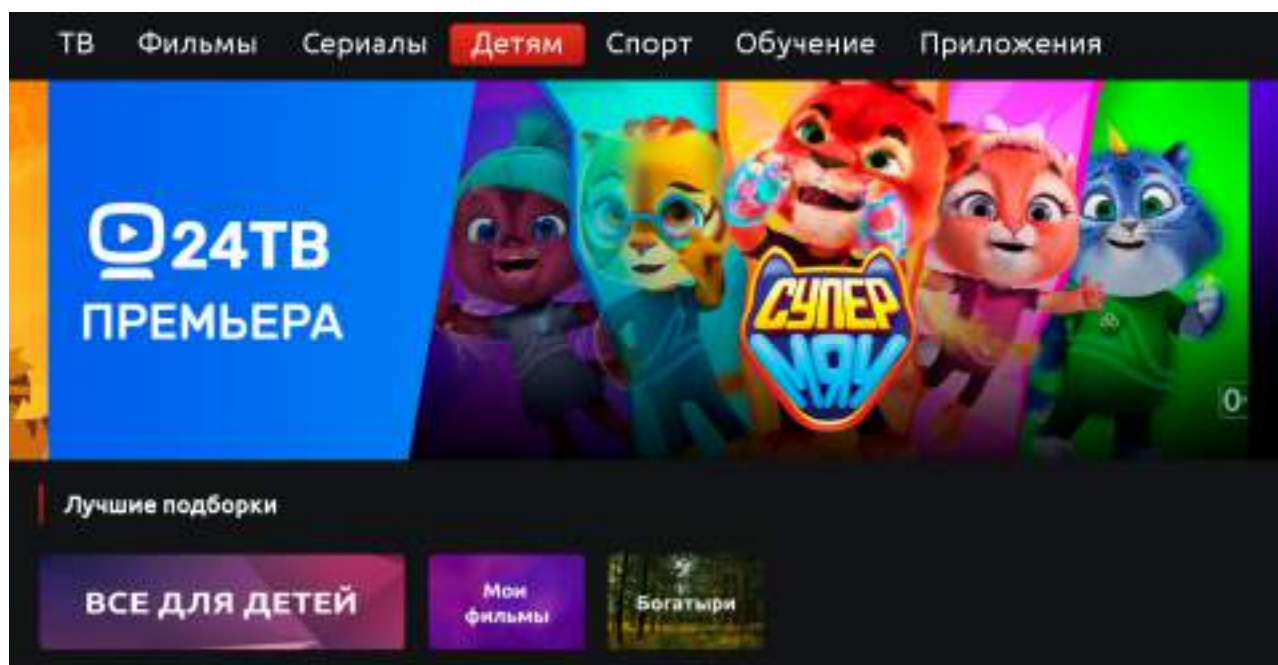 ТВ Фильмы Сериалы Детям Спорт Обучение Приложения
24ТВ
ПРЕМЬЕРА
СУПЕР
МЯУ
0+
Лучшие подборки
ВСЕ ДЛЯ ДЕТЕЙ
Мои
фильмы
Богатыри